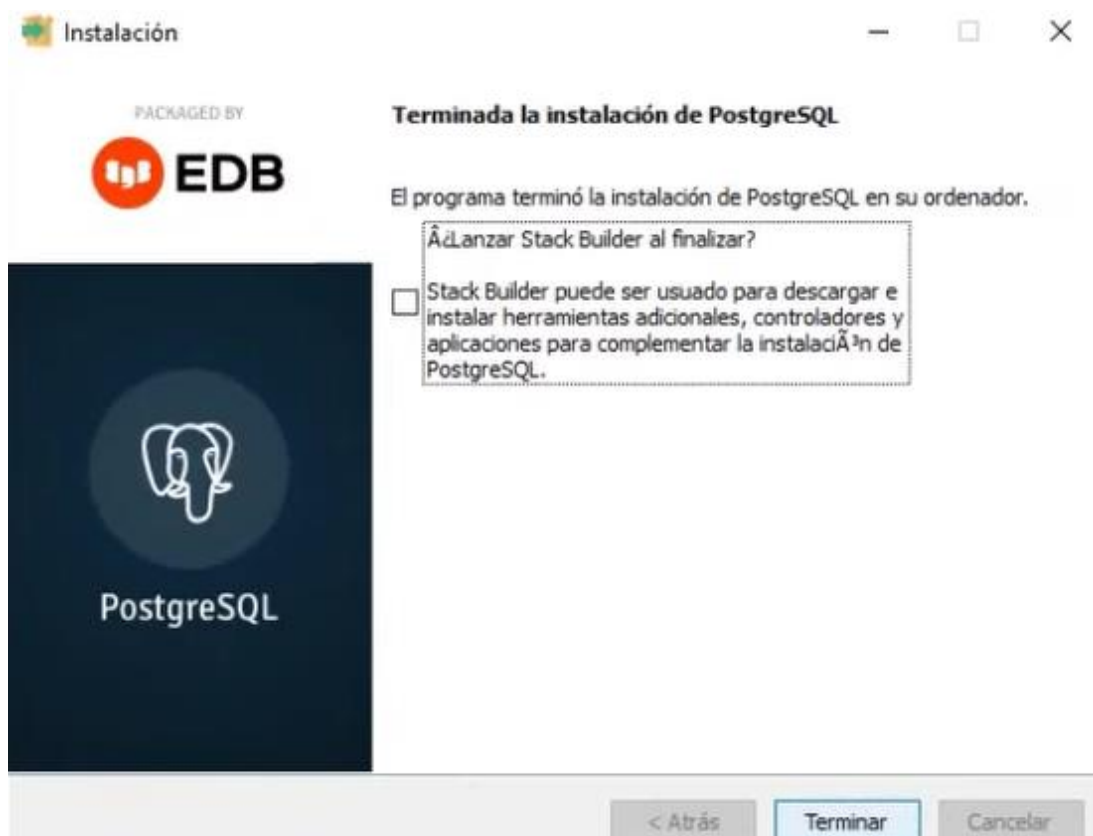 Instalación
PACKAGED BY
EDB
Terminada la instalación de PostgreSQL
El programa terminó la instalación de PostgreSQL en su ordenador.
Â¿Lanzar Stack Builder al finalizar?
Stack Builder puede ser usado para descargar e
instalar herramientas adicionales, controladores y
aplicaciones para complementar la instalaciÃ³n de
PostgreSQL.
PostgreSQL
< Atrás
Terminar
Cancelar